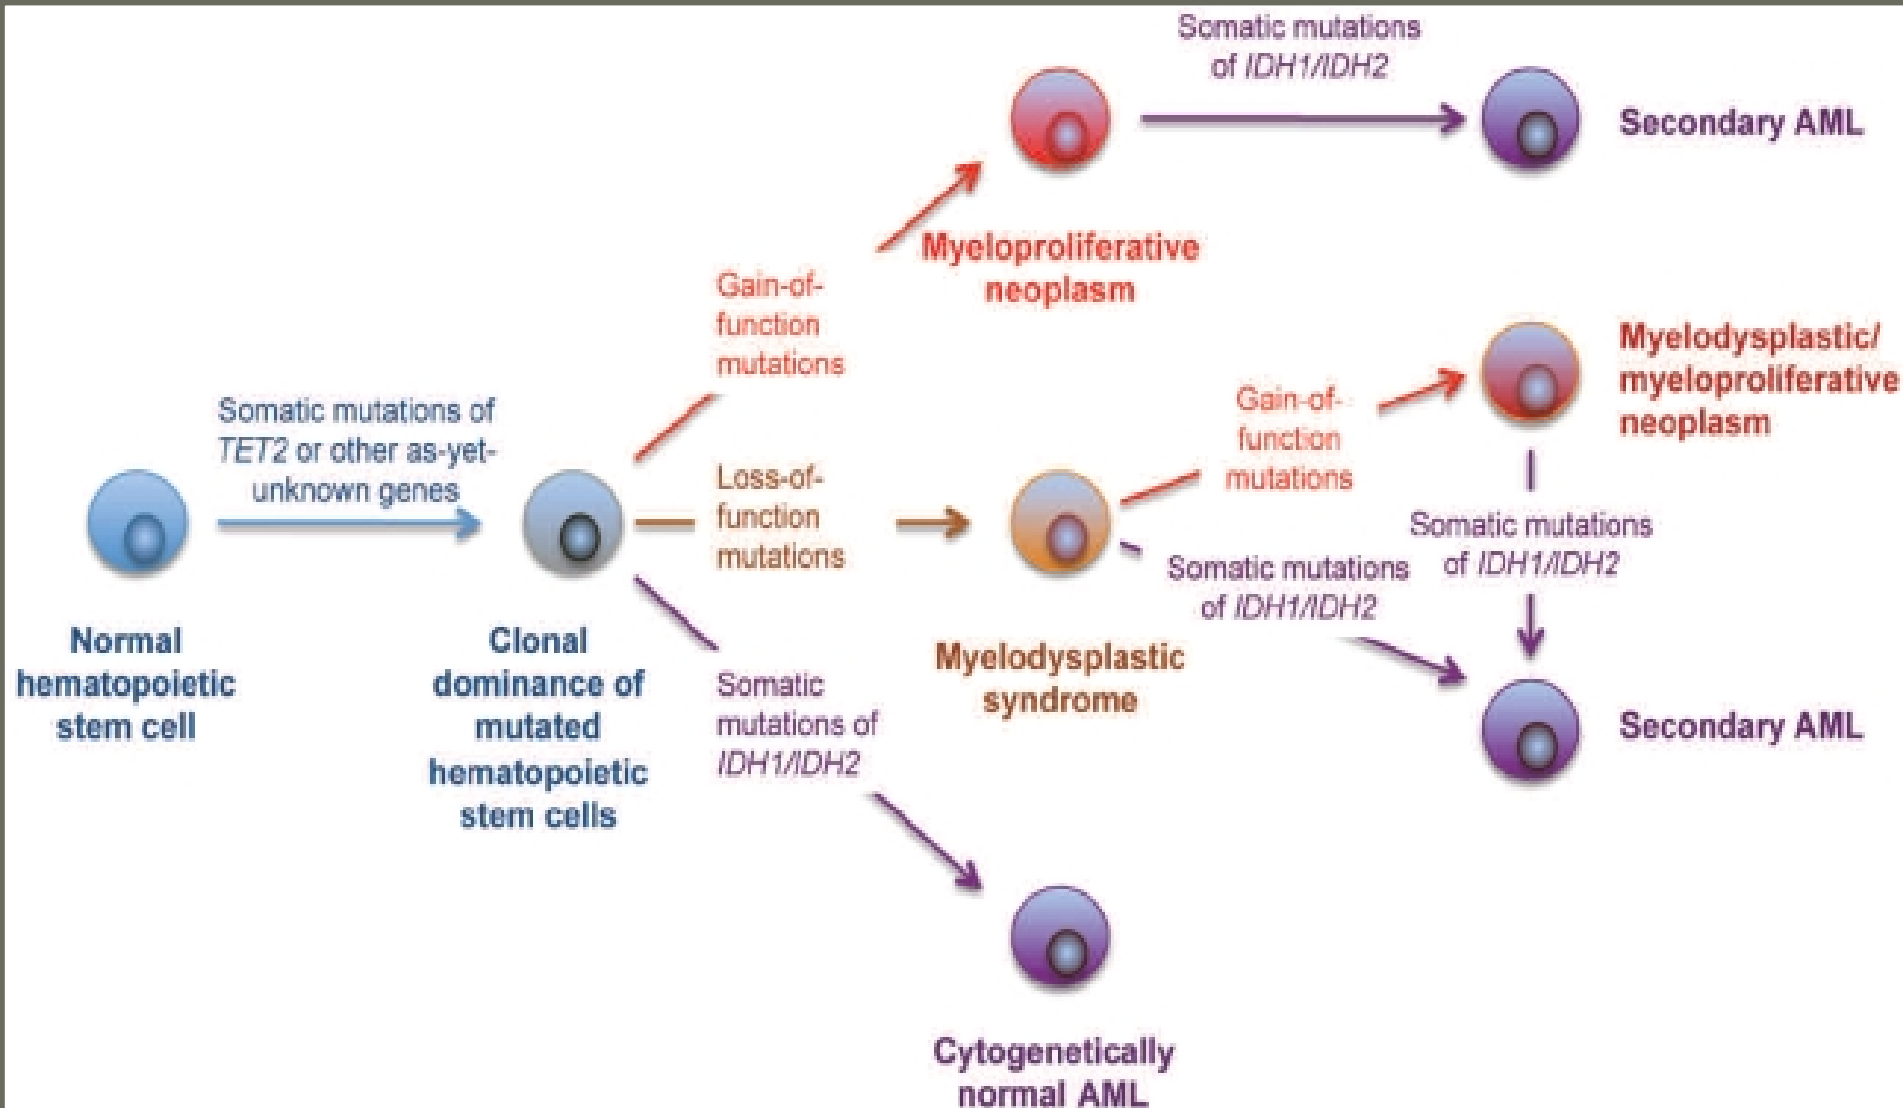 Somatic mutations
of IDH1/IDH2
Secondary AML
Myeloproliferative
neoplasm
Gain-of-
function
mutations
Myelodysplastic/
myeloproliferative
neoplasm
Gain-of-
function
mutations
Somatic mutations of
TET2 or other as-yet-
unknown genes
Loss-of-
function
mutations
Somatic mutations
of IDH1/IDH2
Somatic mutations
of IDH1/IDH2
Normal
hematopoietic
stem cell
Clonal
dominance of
mutated
hematopoietic
stem cells
Myelodysplastic
syndrome
Somatic
mutations of
IDH1/IDH2
Secondary AML
Cytogenetically
normal AML